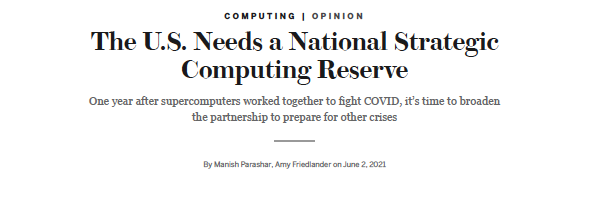 COMPUTING | OPINION
The U.S. Needs a National Strategic
Computing Reserve
One year after supercomputers worked together to fight COVID, it's time to broaden
the partnership to prepare for other crises
By Manish Parashar, Amy Friedlander on June 2, 2021